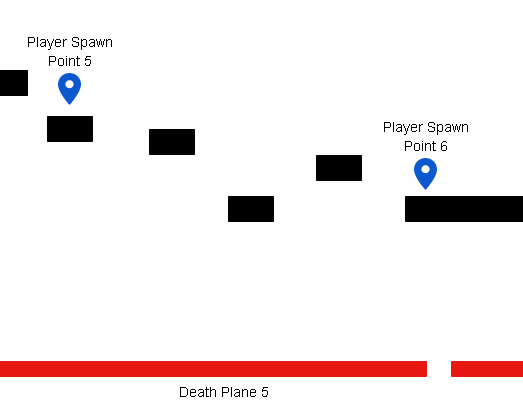 Player Spawn
Point 5
Player Spawn
Point 6
Death Plane 5